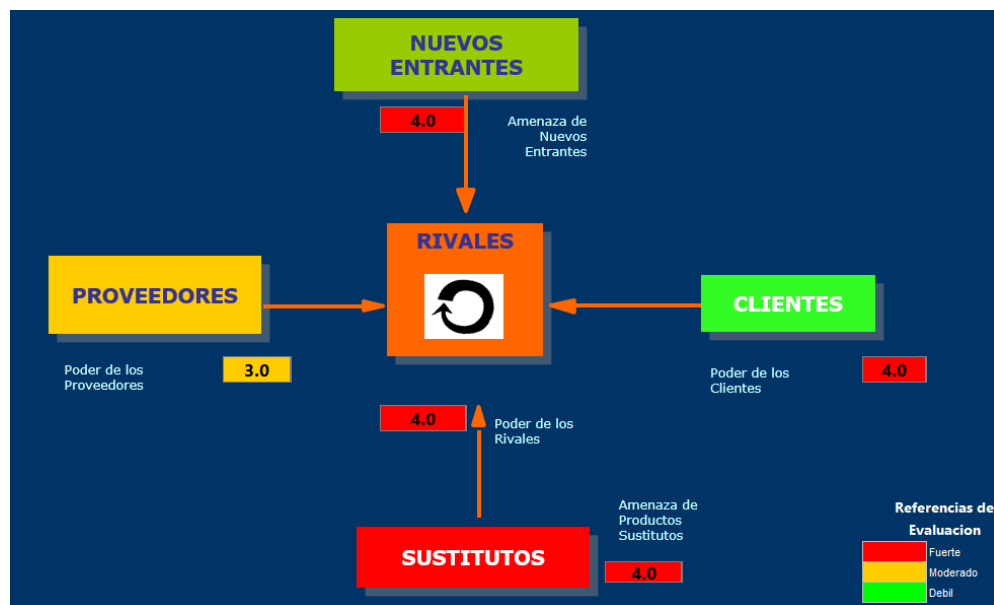 NUEVOS
ENTRANTES
4.0
Amenaza de
Nuevos
Entrantes
RIVALES
PROVEEDORES
CLIENTES
Poder de los
Proveedores
3.0
Poder de los
Clientes
4.0
4.0
Poder de los
Rivales
Amenaza de
Productos
Sustitutos
SUSTITUTOS
4.0
Referencias de
Evaluacion
Fuerte
Moderado
Debil